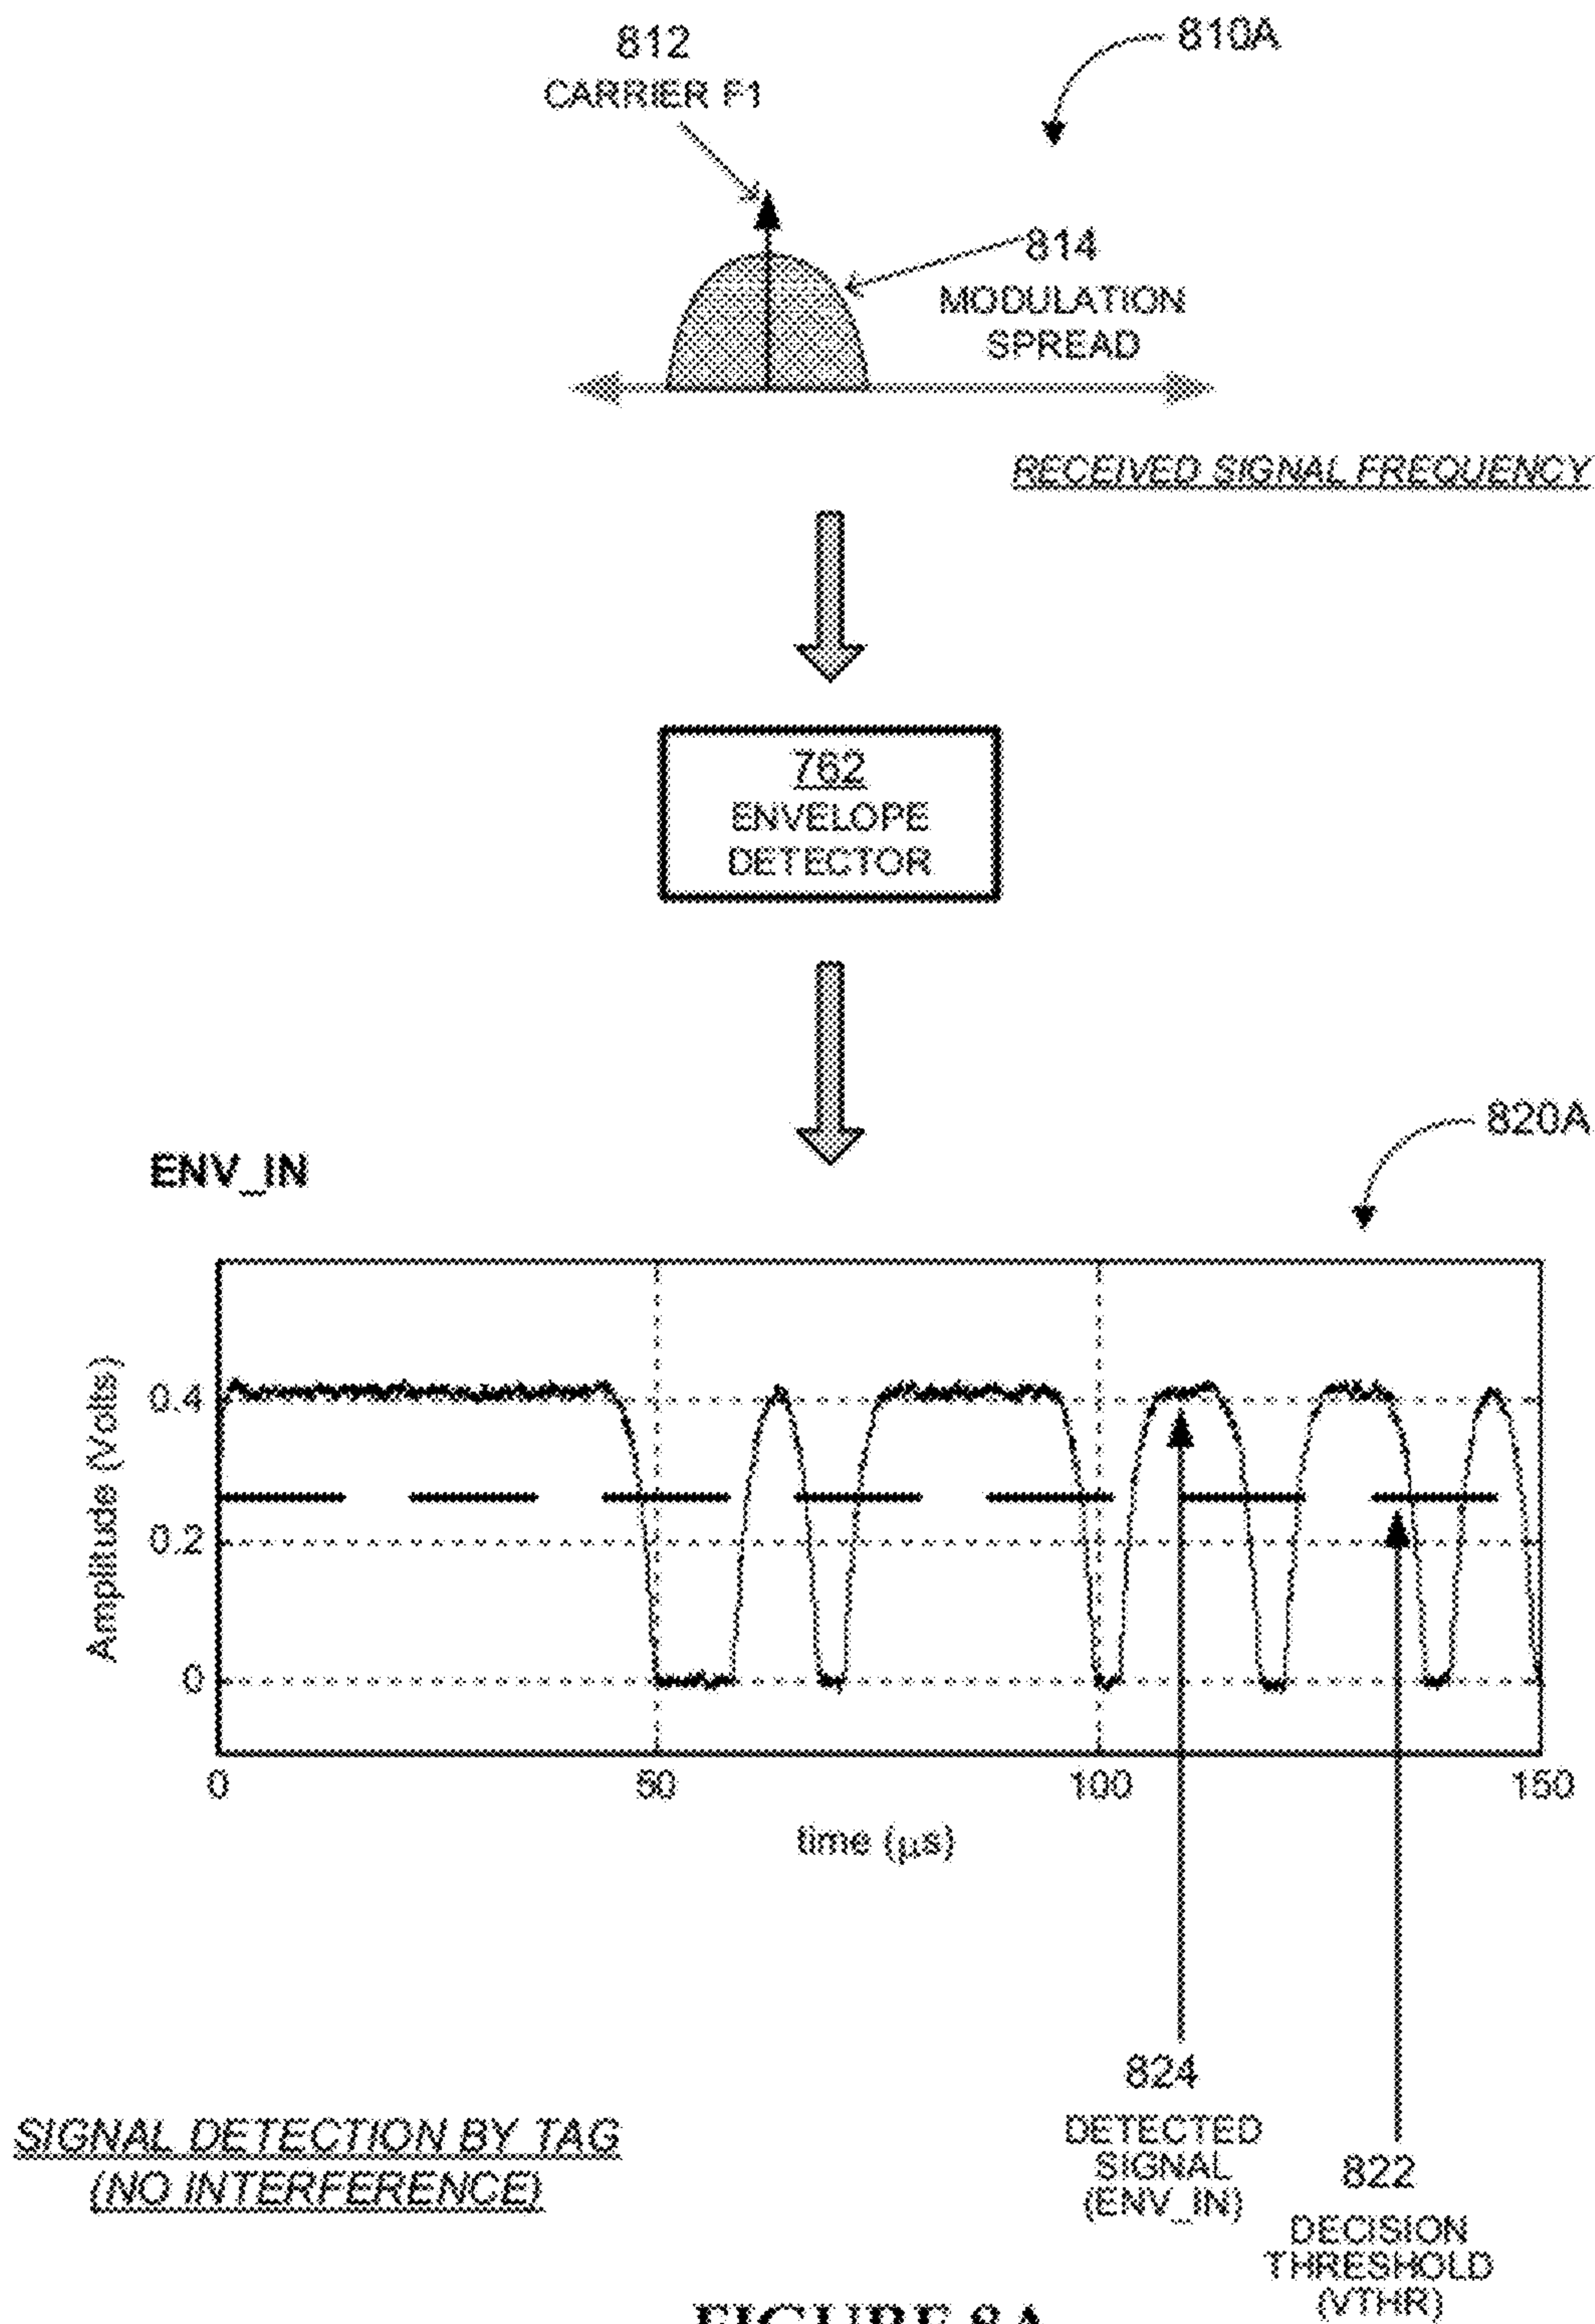 810A
812
CARRIER F1
814
MODULATION
SPREAD
RECEIVED SIGNAL FREQUENCY
762
ENVELOPE
DETECTOR
820A
ENV_IN
Amplitude (Volts)
0.4
0.2
0
0
50
100
150
time (μs)
824
DETECTED
SIGNAL
(ENV_IN)
822
DECISION
THRESHOLD
(VTHR)
SIGNAL DETECTION BY TAG
(NO INTERFERENCE)
FIGURE 8A